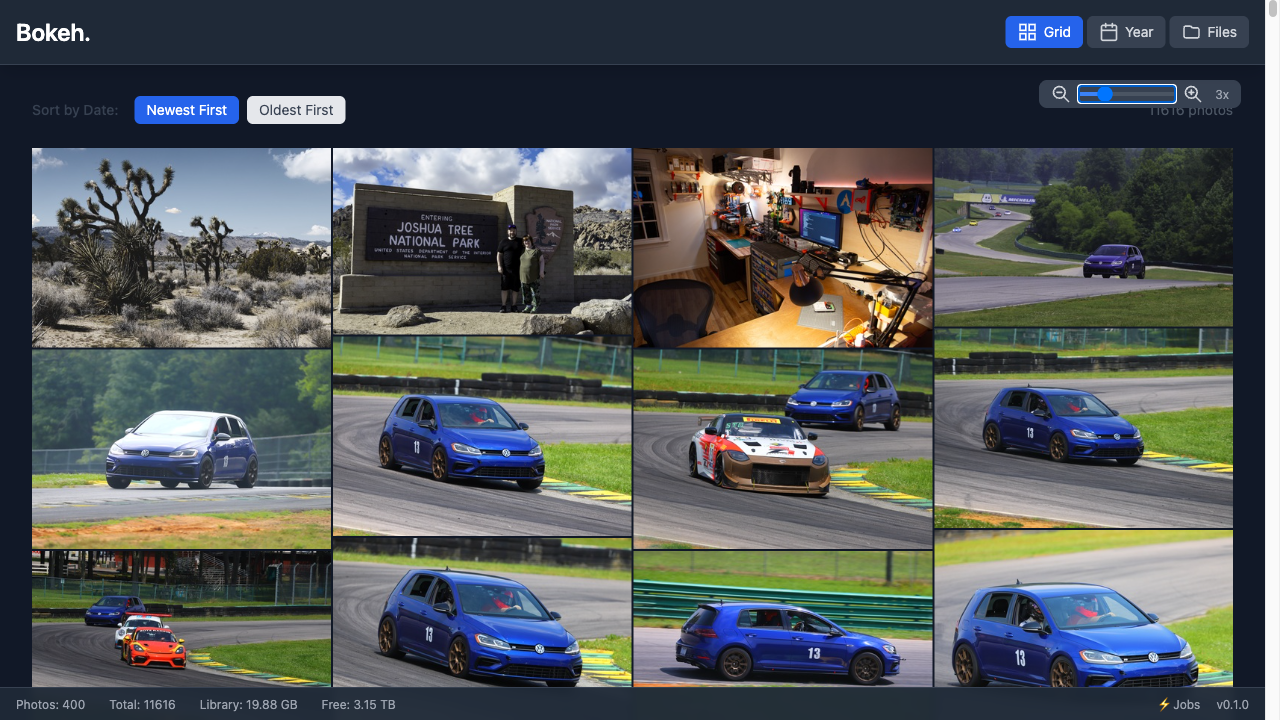 Bokeh.
Grid
Year
Files
Sort by Date:
Newest First
Oldest First
3x
11616 photos
ENTERING
JOSHUA TREE
NATIONAL PARK
UNITED STATES DEPARTMENT OF THE INTERIOR
NATIONAL PARK SERVICE
MICHELIN
13
13
13
13
13
Photos: 400
Total: 11616
Library: 19.88 GB
Free: 3.15 TB
Jobs
v0.1.0